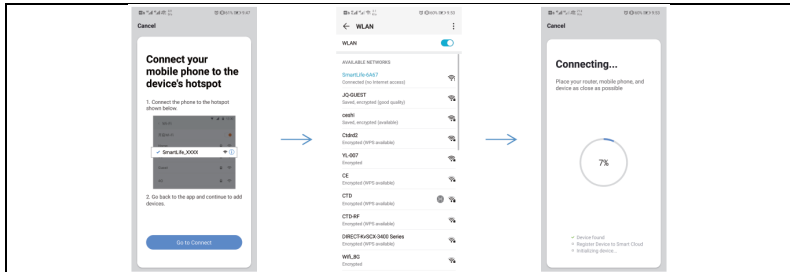 Cancel
Connect your
mobile phone to the
device's hotspot
1. Connect the phone to the hotspot
shown below.
SmartLife_XXXX
2. Go back to the app and continue to add
devices.
Go to Connect
WLAN
WLAN
AVAILABLE NETWORKS
SmartLife-6A67
Connected (no Internet access)
JQ-GUEST
Saved, encrypted (good quality)
ceshi
Saved, encrypted (available)
Ctdrd2
Encrypted (WPS available)
YL-007
Encrypted
CE
Encrypted (WPS available)
CTD
Encrypted (WPS available)
CTD-RF
Encrypted (WPS available)
DIRECT-KvSCX-3400 Series
Encrypted (WPS available)
Wifi_8G
Encrypted
Cancel
Connecting...
Place your router, mobile phone, and
device as close as possible
7%
Device found
Register Device to Smart Cloud
Initializing device...